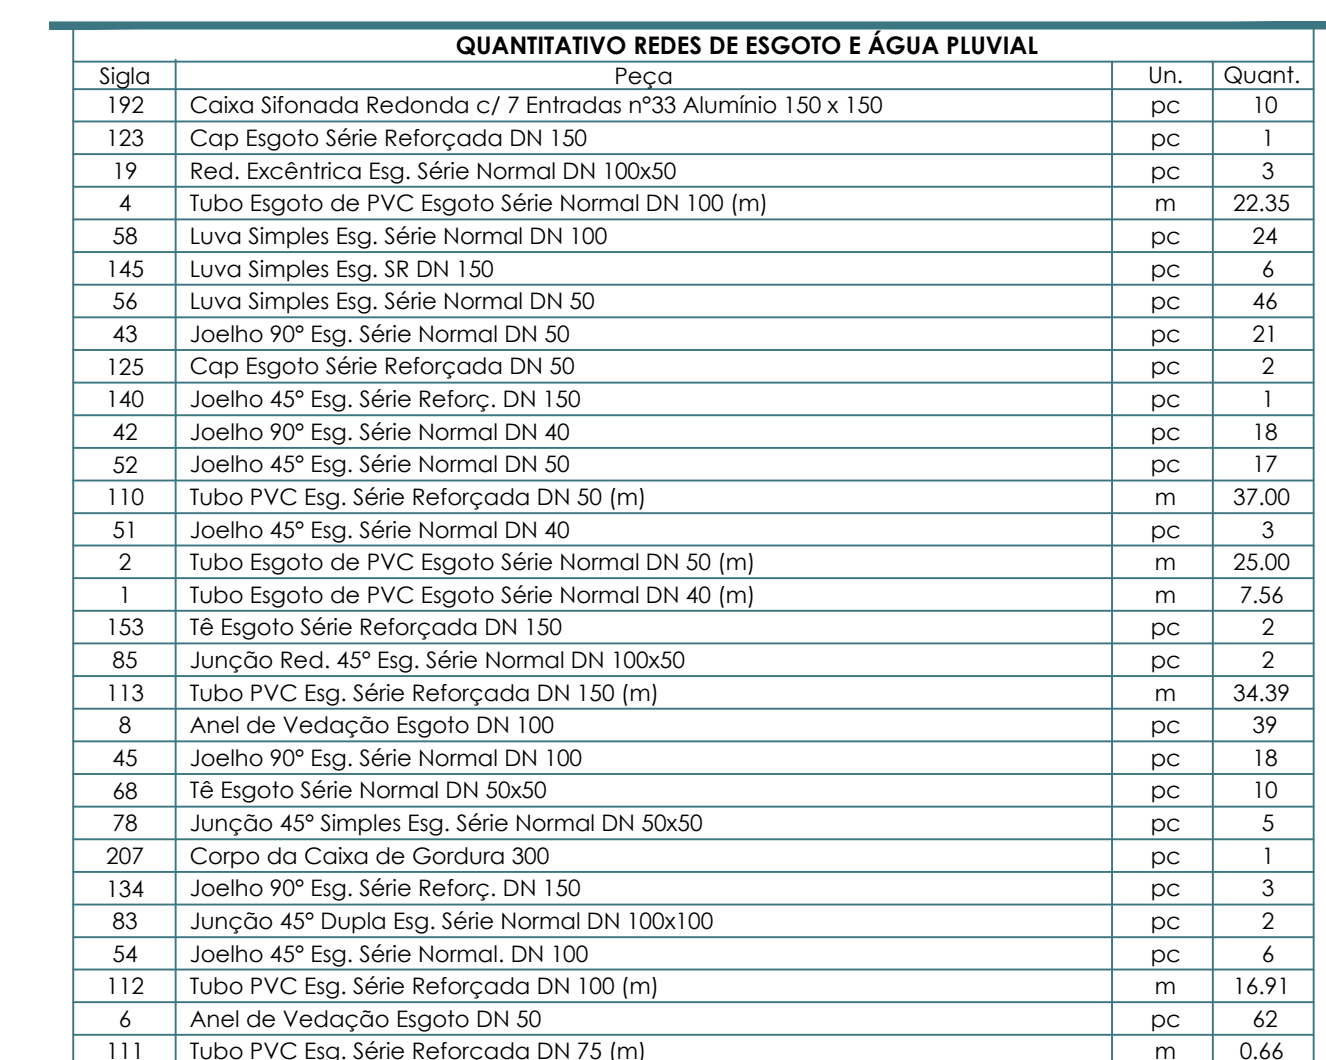 QUANTITATIVO REDES DE ESGOTO E ÁGUA PLUVIAL
Sigla Peça Un. Quant.
192 Caixa Sifonada Redonda c/ 7 Entradas nº33 Alumínio 150 x 150 pc 10
123 Cap Esgoto Série Reforçada DN 150 pc 1
19 Red. Excêntrica Esg. Série Normal DN 100x50 pc 3
4 Tubo Esgoto de PVC Esgoto Série Normal DN 100 (m) m 22.35
58 Luva Simples Esg. Série Normal DN 100 pc 24
145 Luva Simples Esg. SR DN 150 pc 6
56 Luva Simples Esg. Série Normal DN 50 pc 46
43 Joelho 90° Esg. Série Normal DN 50 pc 21
125 Cap Esgoto Série Reforçada DN 50 pc 2
140 Joelho 45° Esg. Série Reforç. DN 150 pc 1
42 Joelho 90° Esg. Série Normal DN 40 pc 18
52 Joelho 45° Esg. Série Normal DN 50 pc 17
110 Tubo PVC Esg. Série Reforçada DN 50 (m) m 37.00
51 Joelho 45° Esg. Série Normal DN 40 pc 3
2 Tubo Esgoto de PVC Esgoto Série Normal DN 50 (m) m 25.00
1 Tubo Esgoto de PVC Esgoto Série Normal DN 40 (m) m 7.56
153 Tê Esgoto Série Reforçada DN 150 pc 2
85 Junção Red. 45° Esg. Série Normal DN 100x50 pc 2
113 Tubo PVC Esg. Série Reforçada DN 150 (m) m 34.39
8 Anel de Vedação Esgoto DN 100 pc 39
45 Joelho 90° Esg. Série Normal DN 100 pc 18
68 Tê Esgoto Série Normal DN 50x50 pc 10
78 Junção 45° Simples Esg. Série Normal DN 50x50 pc 5
207 Corpo da Caixa de Gordura 300 pc 1
134 Joelho 90° Esg. Série Reforç. DN 150 pc 3
83 Junção 45° Dupla Esg. Série Normal DN 100x100 pc 2
54 Joelho 45° Esg. Série Normal. DN 100 pc 6
112 Tubo PVC Esg. Série Reforçada DN 100 (m) m 16.91
6 Anel de Vedação Esgoto DN 50 pc 62
111 Tubo PVC Esg. Série Reforçada DN 75 (m) m 0.66